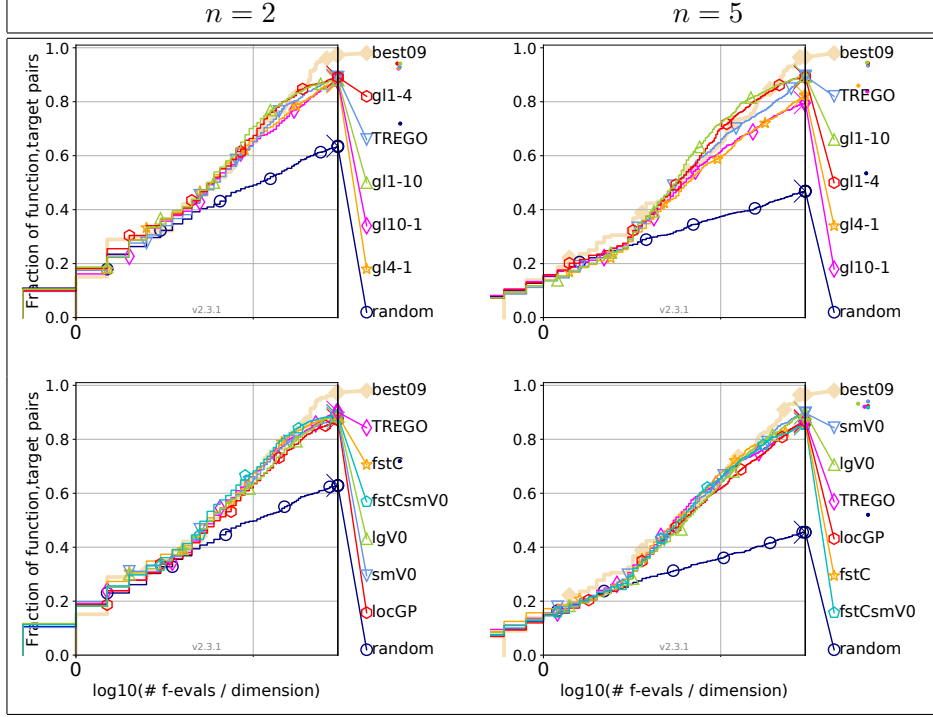 n = 2
n = 5
Fraction of function,target pairs
1.0
0.8
0.6
0.4
0.2
0.0
0
v2.3.1
best09
gl1-4
TREGO
gl1-10
gl10-1
gl4-1
random
1.0
0.8
0.6
0.4
0.2
0.0
0
v2.3.1
best09
TREGO
gl1-10
gl1-4
gl4-1
gl10-1
random
Fraction of function,target pairs
1.0
0.8
0.6
0.4
0.2
0.0
0
v2.3.1
log10(# f-evals / dimension)
best09
TREGO
fstC
fstCsmV0
lgV0
smV0
locGP
random
1.0
0.8
0.6
0.4
0.2
0.0
0
v2.3.1
log10(# f-evals / dimension)
best09
smV0
lgV0
TREGO
locGP
fstC
fstCsmV0
random